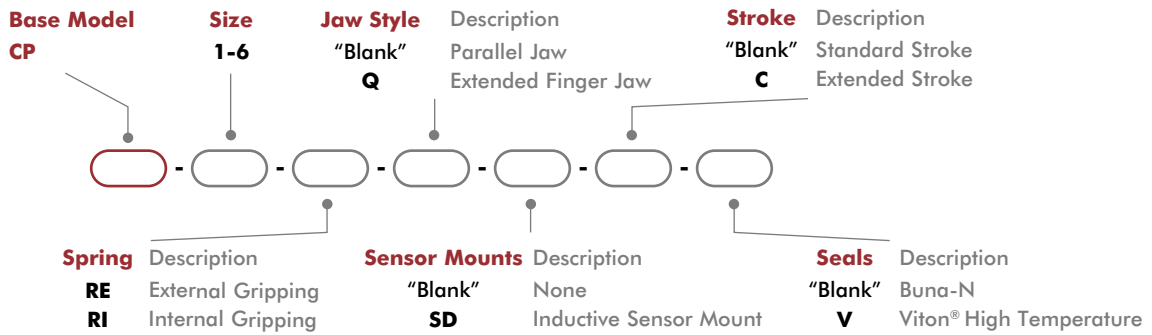 Base Model Size Jaw Style Description Stroke Description
CP 1-6 "Blank" Parallel Jaw "Blank" Standard Stroke
Q Extended Finger Jaw C Extended Stroke
- - - - - -
Spring Description Sensor Mounts Description Seals Description
RE External Gripping "Blank" None "Blank" Buna-N
RI Internal Gripping SD Inductive Sensor Mount V Viton® High Temperature